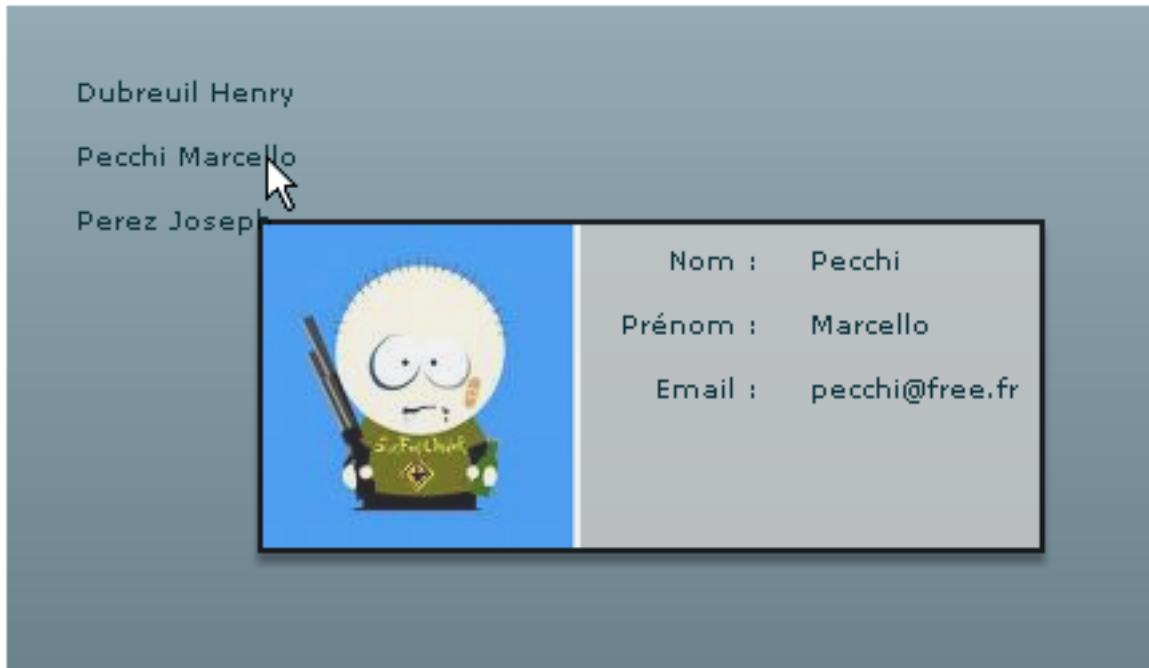 Dubreuil Henry
Pecchi Marcello
Perez Joseph
Nom : Pecchi
Prénom : Marcello
Email : pecchi@free.fr